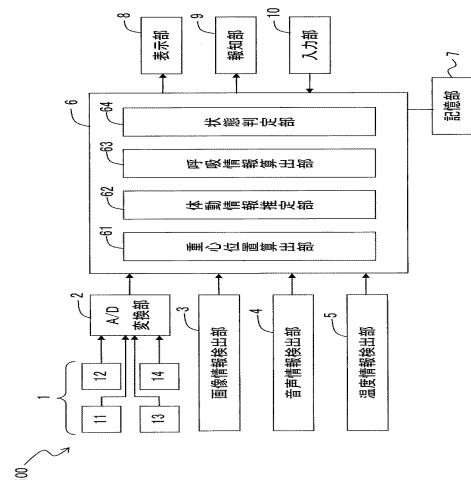 1
11
12
13
14
2
A/D
変換部
3
画像情報検出部
4
音声情報検出部
5
温度情報検出部
6
61
重心位置算出部
62
体動情報推定部
63
呼吸情報算出部
64
状態判定部
8
表示部
9
報知部
10
入力部
7
記憶部